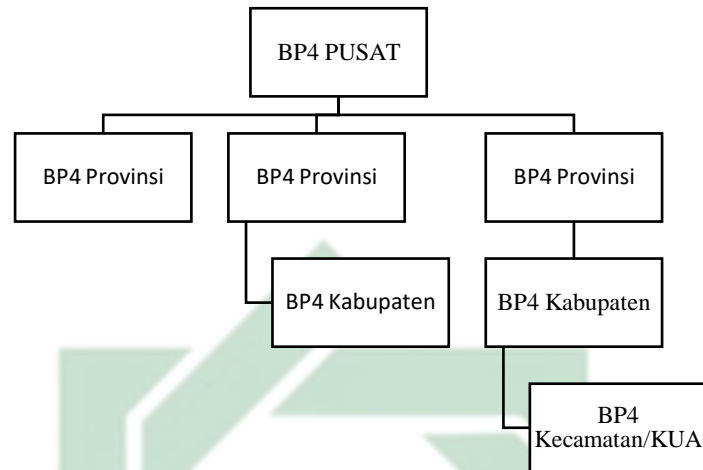 BP4 PUSAT
BP4 Provinsi
BP4 Provinsi
BP4 Provinsi
BP4 Kabupaten
BP4 Kabupaten
BP4
Kecamatan/KUA